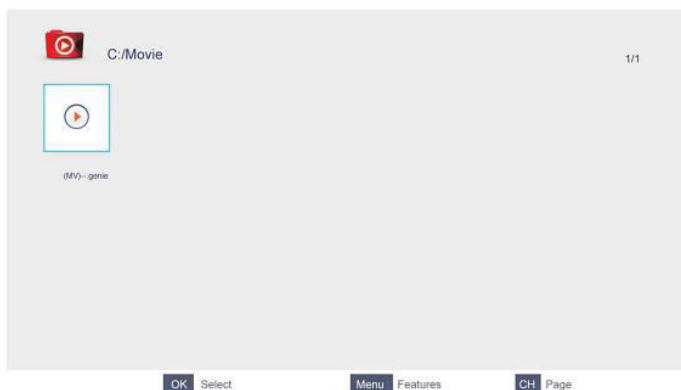 C:/Movie
1/1
(MV)--.genie
OK Select
Menu Features
CH Page